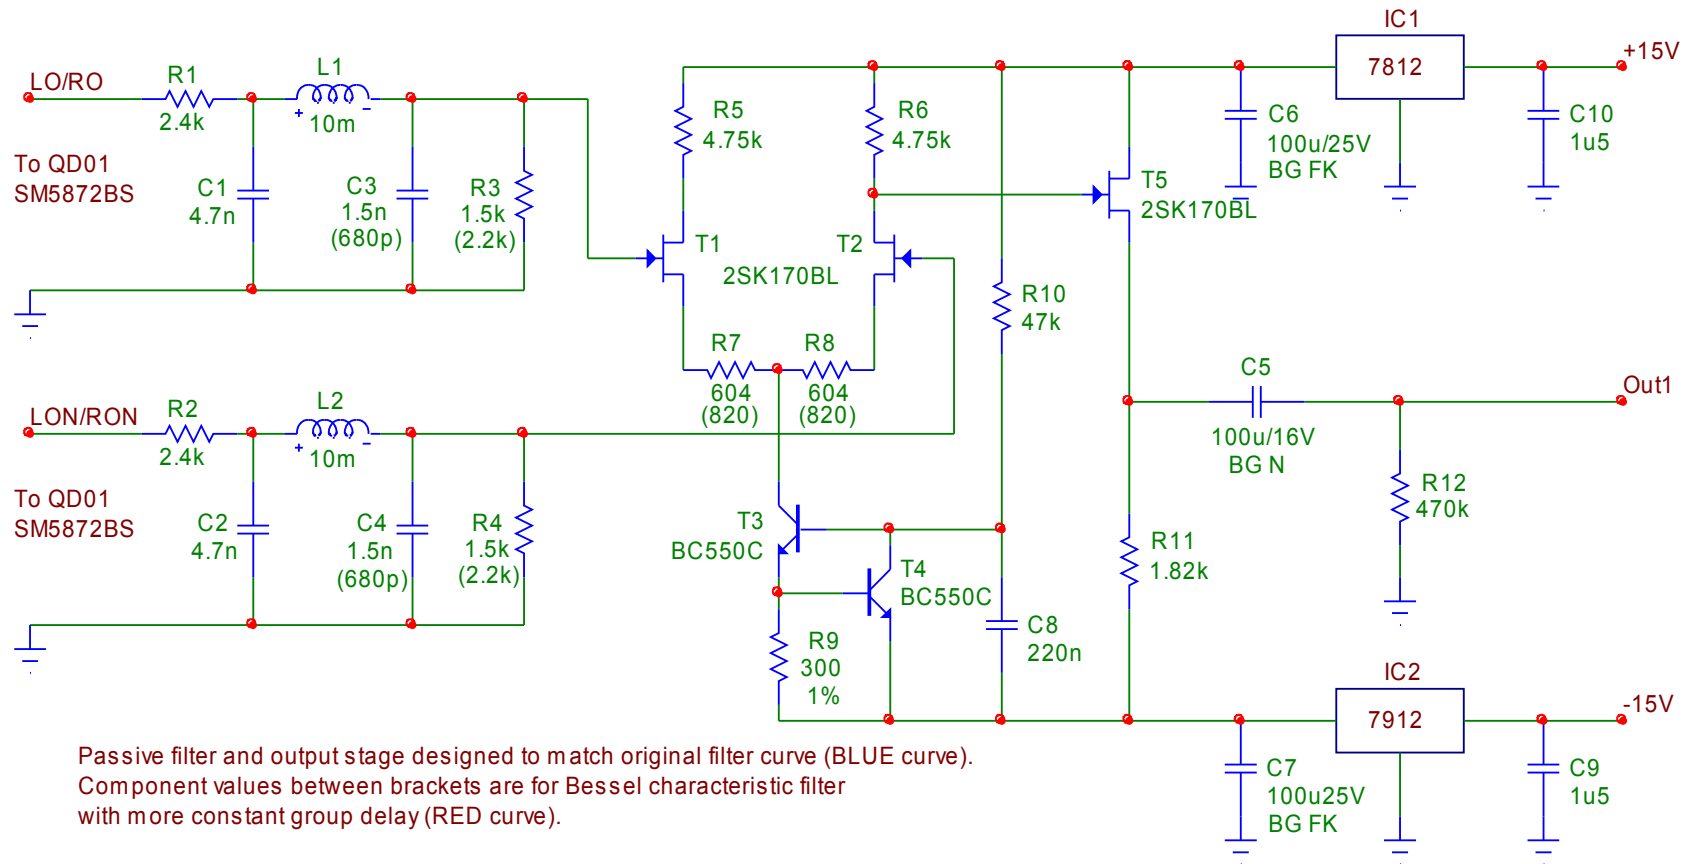 LO/RO
R1
2.4k
L1
+
-
10m
To QD01
SM5872BS
C1
4.7n
C3
1.5n
(680p)
R3
1.5k
(2.2k)
R5
4.75k
R6
4.75k
T1
T2
2SK170BL
T5
2SK170BL
C6
100u/25V
BG FK
IC1
7812
+15V
C10
1u5
R10
47k
R7
604
(820)
R8
604
(820)
LON/RON
R2
2.4k
L2
+
-
10m
To QD01
SM5872BS
C2
4.7n
C4
1.5n
(680p)
R4
1.5k
(2.2k)
C5
100u/16V
BG N
Out1
R12
470k
T3
BC550C
T4
BC550C
R9
300
1%
C8
220n
R11
1.82k
IC2
7912
-15V
C7
100u25V
BG FK
C9
1u5
Passive filter and output stage designed to match original filter curve (BLUE curve).
Component values between brackets are for Bessel characteristic filter
with more constant group delay (RED curve).